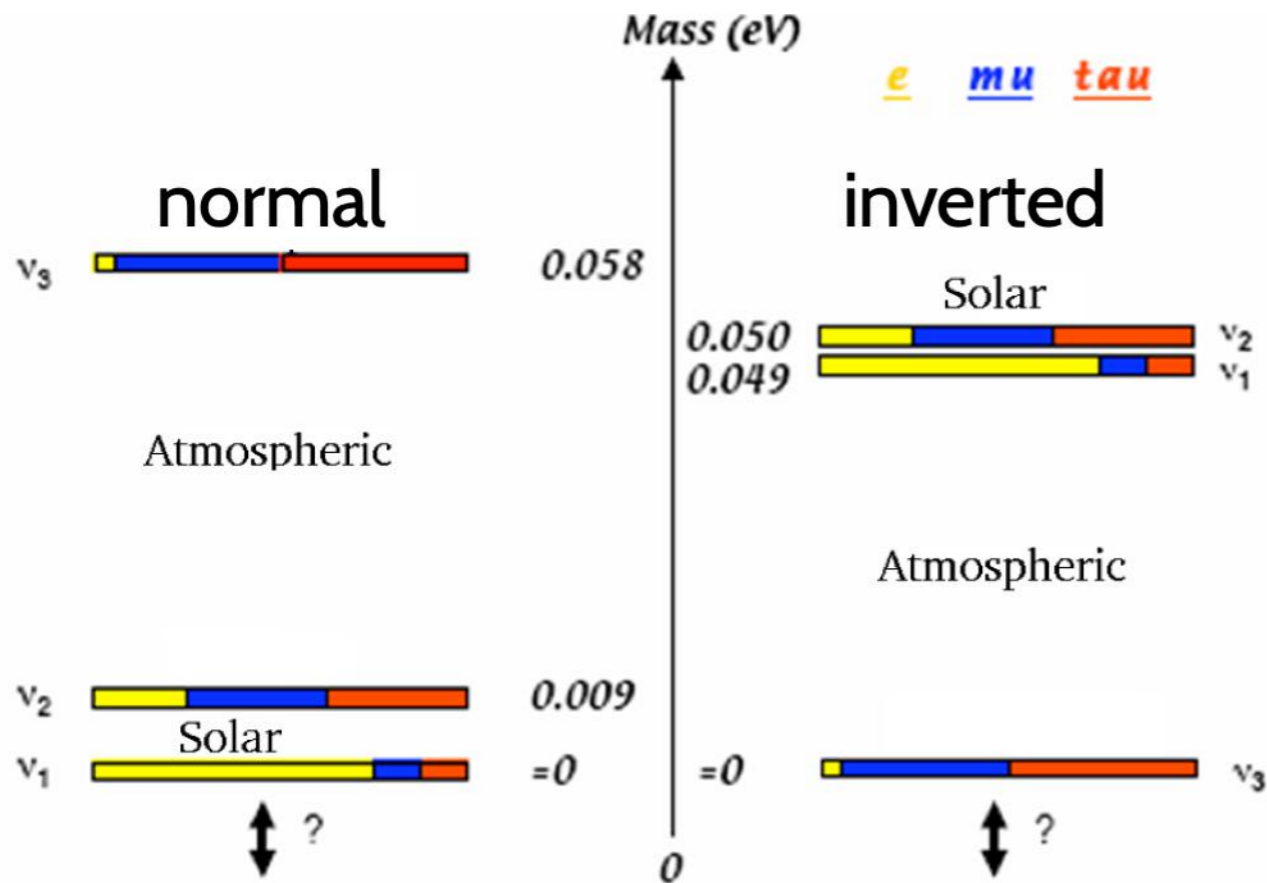 Mass (eV)
e mu tau
normal
inverted
ν3
0.058
Solar
0.050
ν2
0.049
ν1
Atmospheric
Atmospheric
ν2
0.009
Solar
ν1
=0
=0
ν3
?
?
0